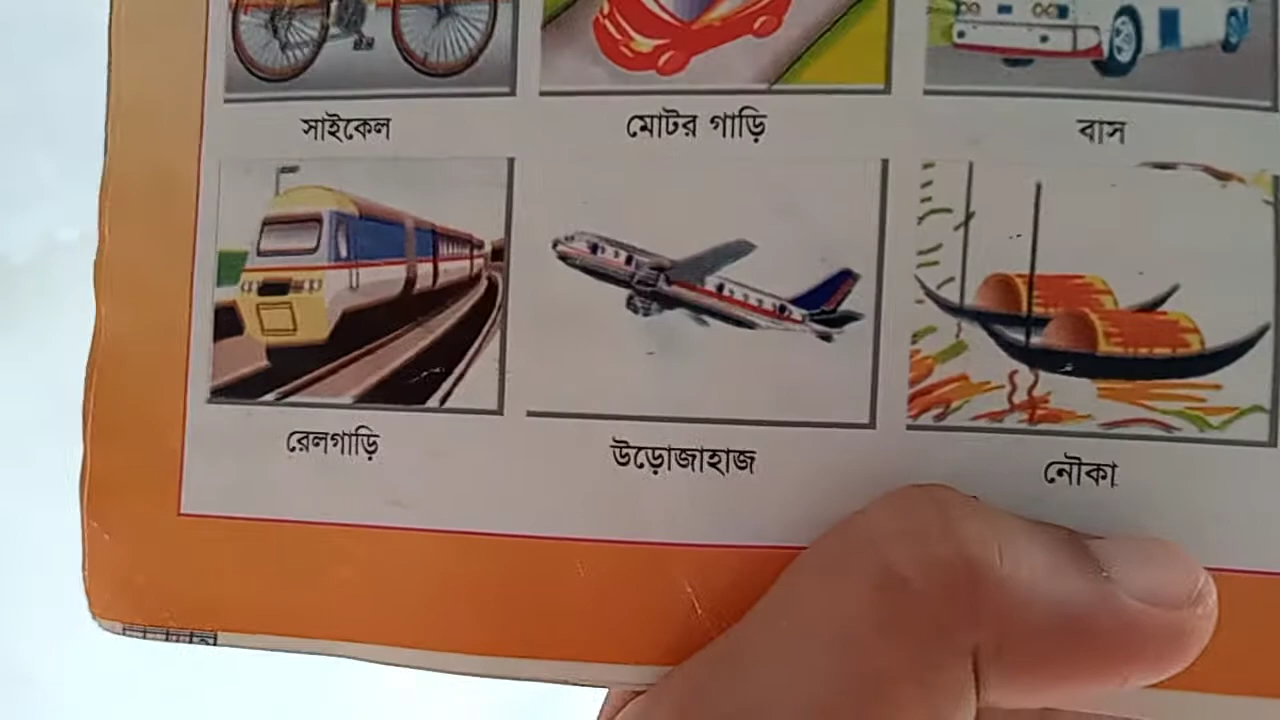 সাইকেল
মোটর গাড়ি
বাস
রেলগাড়ি
উড়োজাহাজ
নৌকা